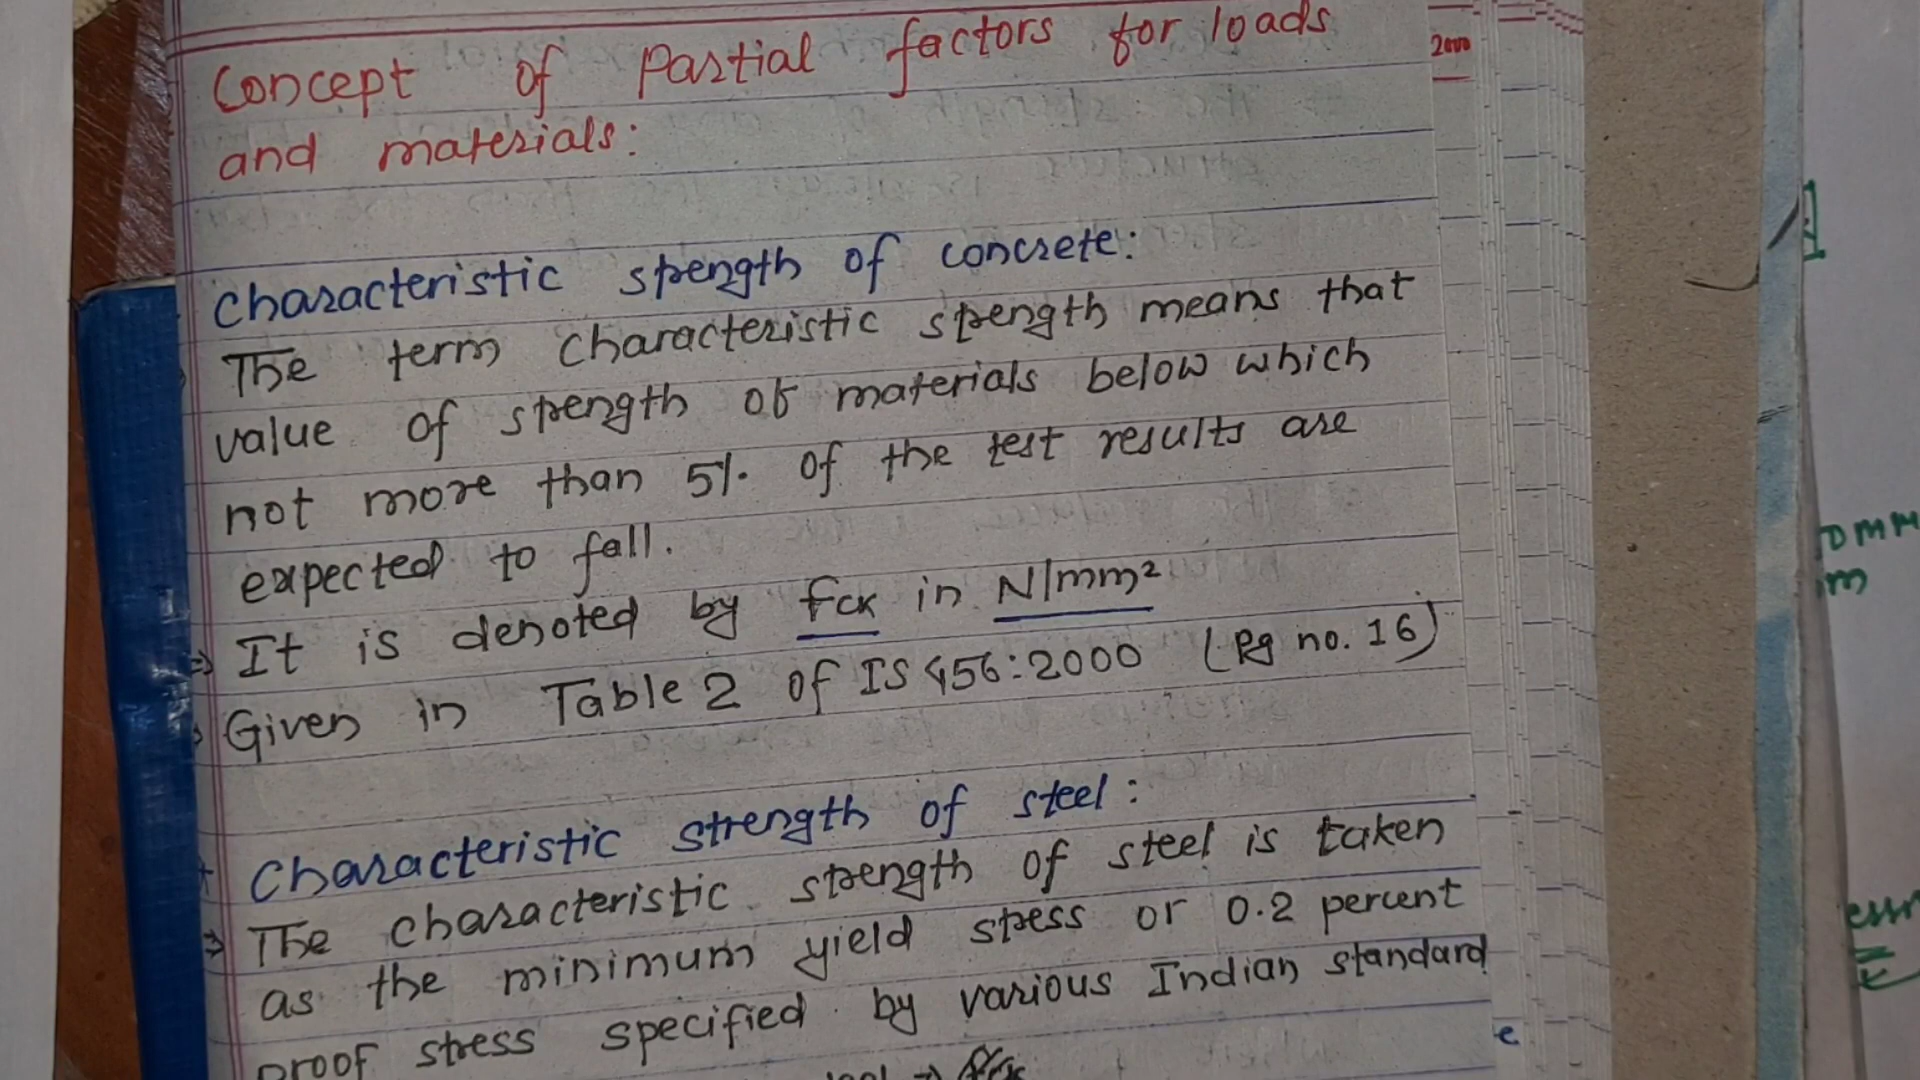 Concept of Partial factors for loads
and materials:
2000
Characteristic strength of concrete:
The term characteristic strength means that
value of strength of materials below which
not more than 5%. of the test results are
expected to fall.
⇒ It is denoted by fck in N/mm²
Given in Table 2 of IS 456:2000 (Pg no. 16)
Characteristic strength of steel:
⇒ The characteristic strength of steel is taken
as the minimum yield stress or 0.2 percent
proof stress specified by various Indian standard